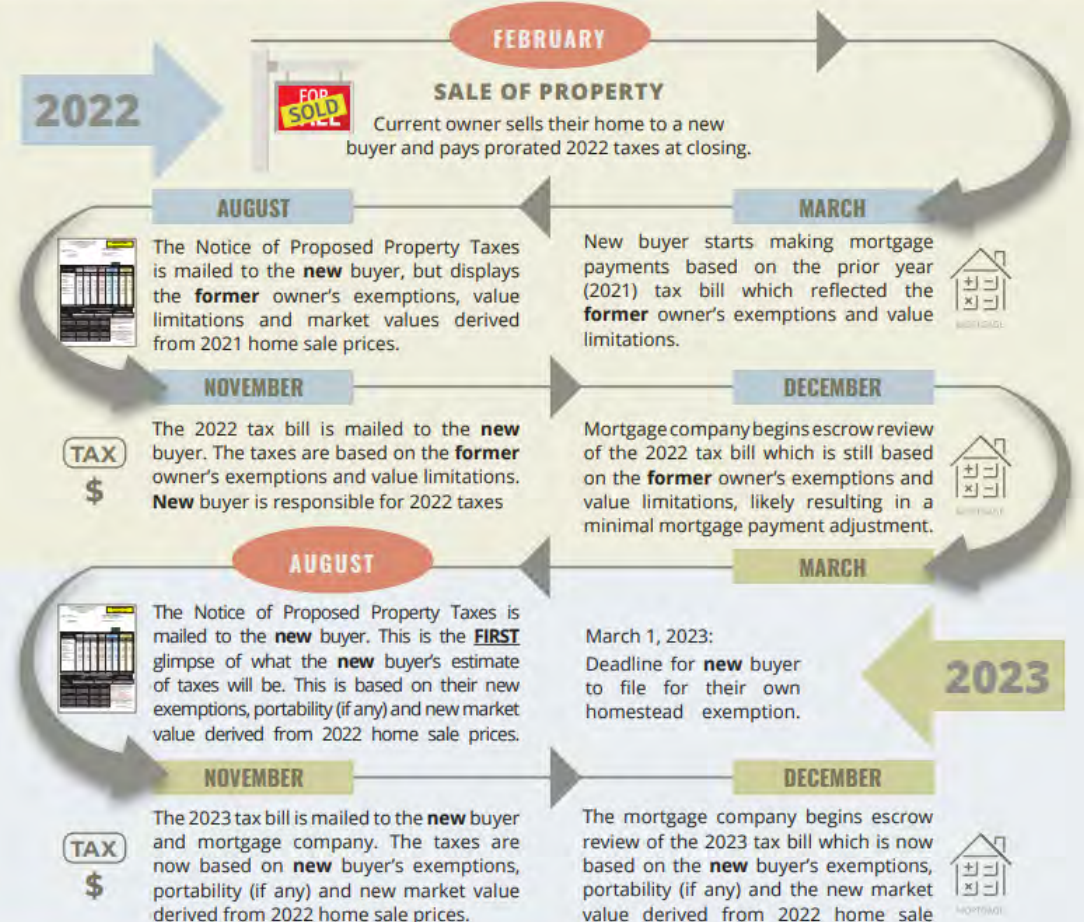 FEBRUARY
2022
FOR
SOLD
SALE OF PROPERTY
Current owner sells their home to a new
buyer and pays prorated 2022 taxes at closing.
MARCH
New buyer starts making mortgage
payments based on the prior year
(2021) tax bill which reflected the
former owner's exemptions and value
limitations.
MORTGAGE
AUGUST
The Notice of Proposed Property Taxes
is mailed to the new buyer, but displays
the former owner's exemptions, value
limitations and market values derived
from 2021 home sale prices.
NOVEMBER
TAX
$
The 2022 tax bill is mailed to the new
buyer. The taxes are based on the former
owner's exemptions and value limitations.
New buyer is responsible for 2022 taxes
DECEMBER
Mortgage company begins escrow review
of the 2022 tax bill which is still based
on the former owner's exemptions and
value limitations, likely resulting in a
minimal mortgage payment adjustment.
MORTGAGE
MARCH
2023
March 1, 2023:
Deadline for new buyer
to file for their own
homestead exemption.
AUGUST
The Notice of Proposed Property Taxes is
mailed to the new buyer. This is the FIRST
glimpse of what the new buyer's estimate
of taxes will be. This is based on their new
exemptions, portability (if any) and new market
value derived from 2022 home sale prices.
NOVEMBER
TAX
$
The 2023 tax bill is mailed to the new buyer
and mortgage company. The taxes are
now based on new buyer's exemptions,
portability (if any) and new market value
derived from 2022 home sale prices.
DECEMBER
The mortgage company begins escrow
review of the 2023 tax bill which is now
based on the new buyer's exemptions,
portability (if any) and the new market
value derived from 2022 home sale
MORTGAGE